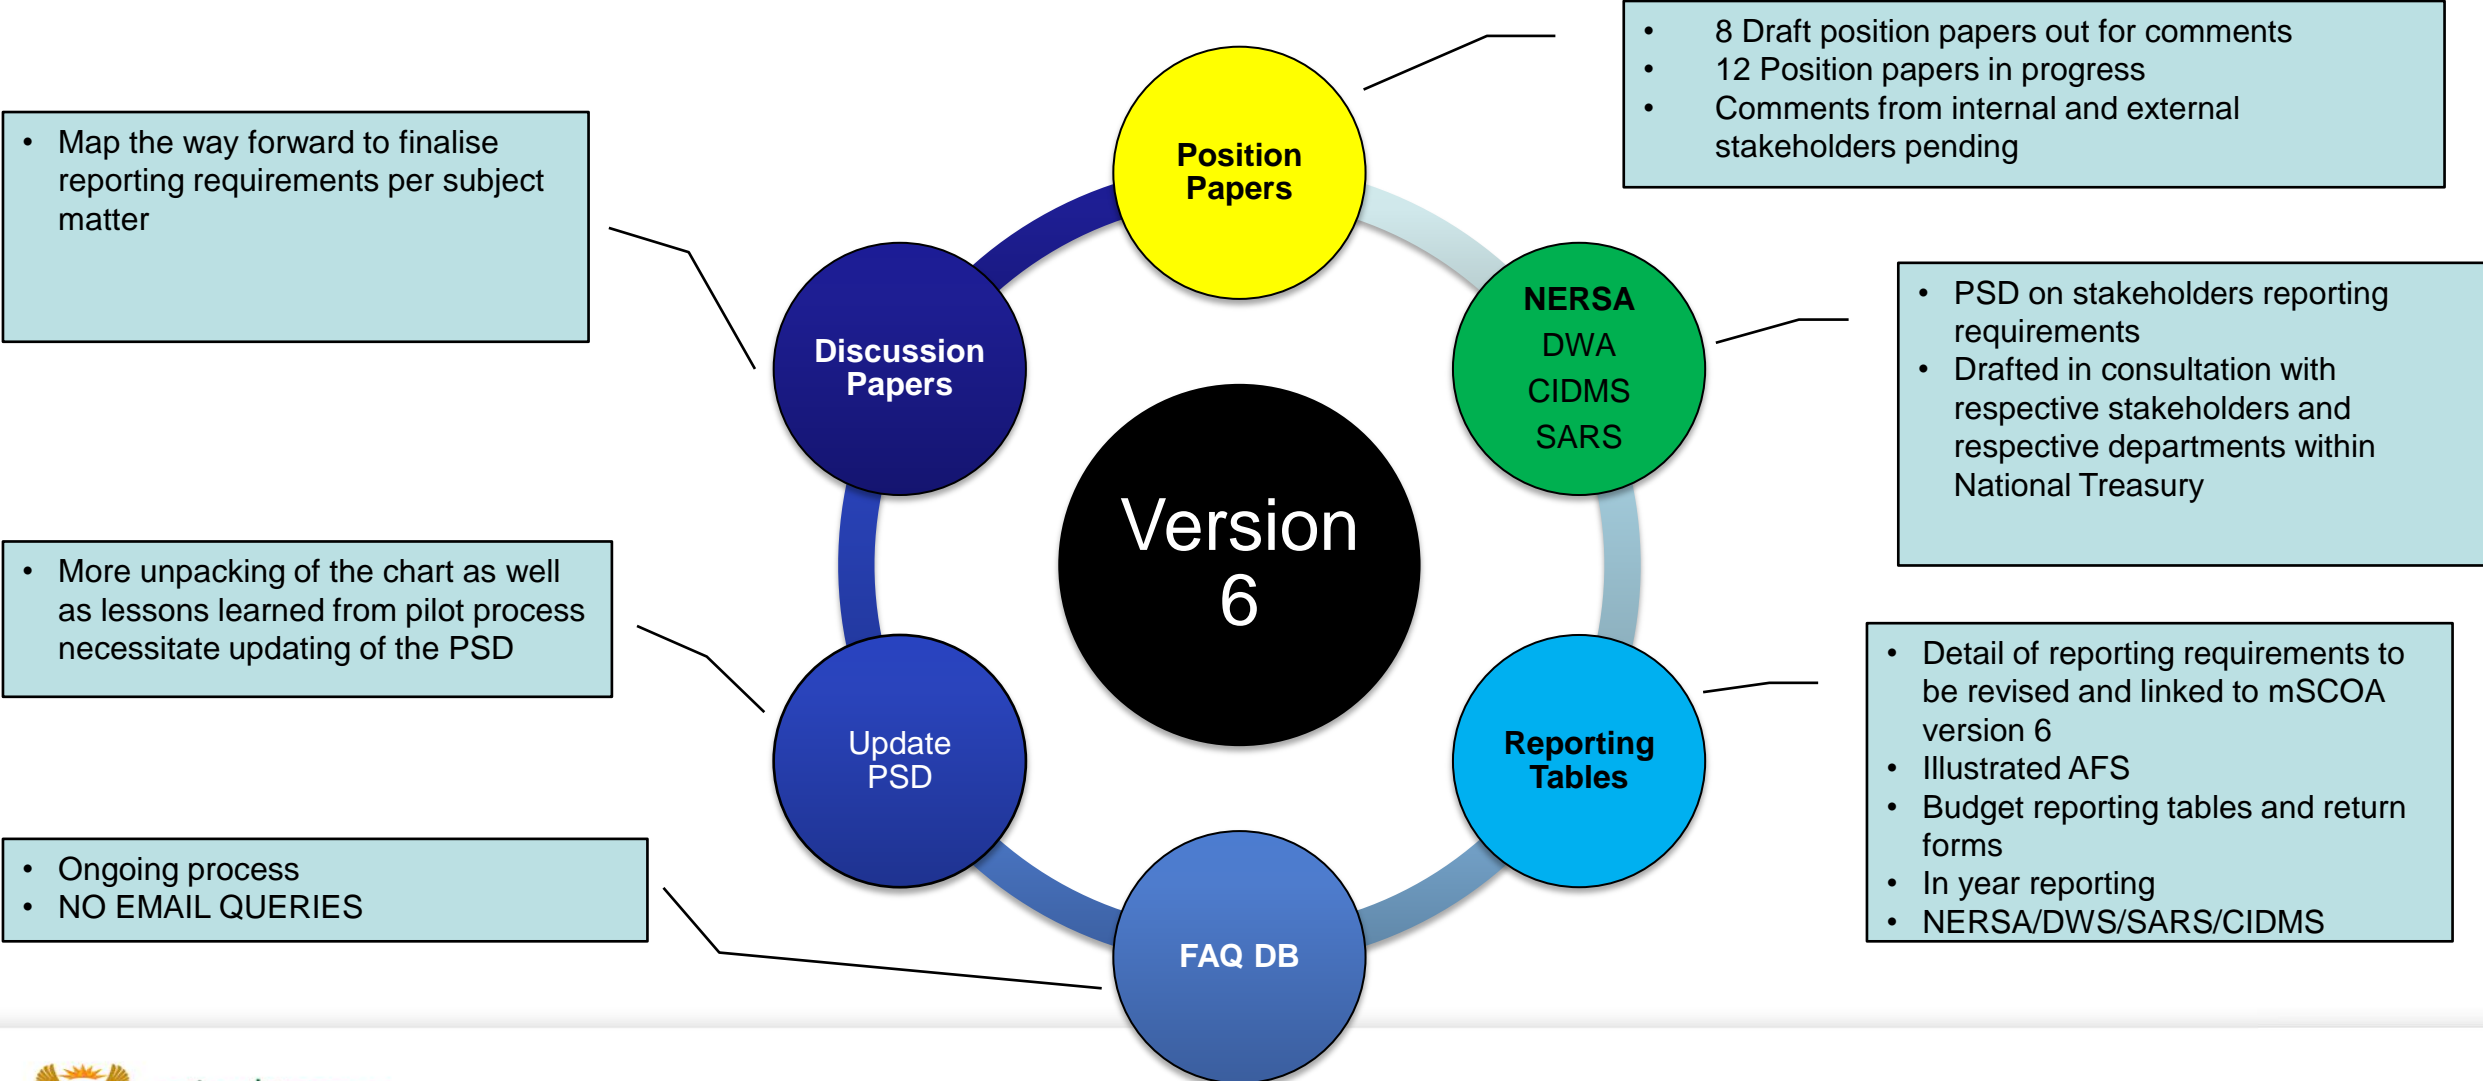 • 8 Draft position papers out for comments
• 12 Position papers in progress
• Comments from internal and external
stakeholders pending
Position
Papers
• Map the way forward to finalise
reporting requirements per subject
matter
Discussion
Papers
NERSA
DWA
CIDMS
SARS
• PSD on stakeholders reporting
requirements
• Drafted in consultation with
respective stakeholders and
respective departments within
National Treasury
Version
6
• More unpacking of the chart as well
as lessons learned from pilot process
necessitate updating of the PSD
Update
PSD
Reporting
Tables
• Detail of reporting requirements to
be revised and linked to mSCOA
version 6
• Illustrated AFS
• Budget reporting tables and return
forms
• In year reporting
• NERSA/DWS/SARS/CIDMS
• Ongoing process
• NO EMAIL QUERIES
FAQ DB